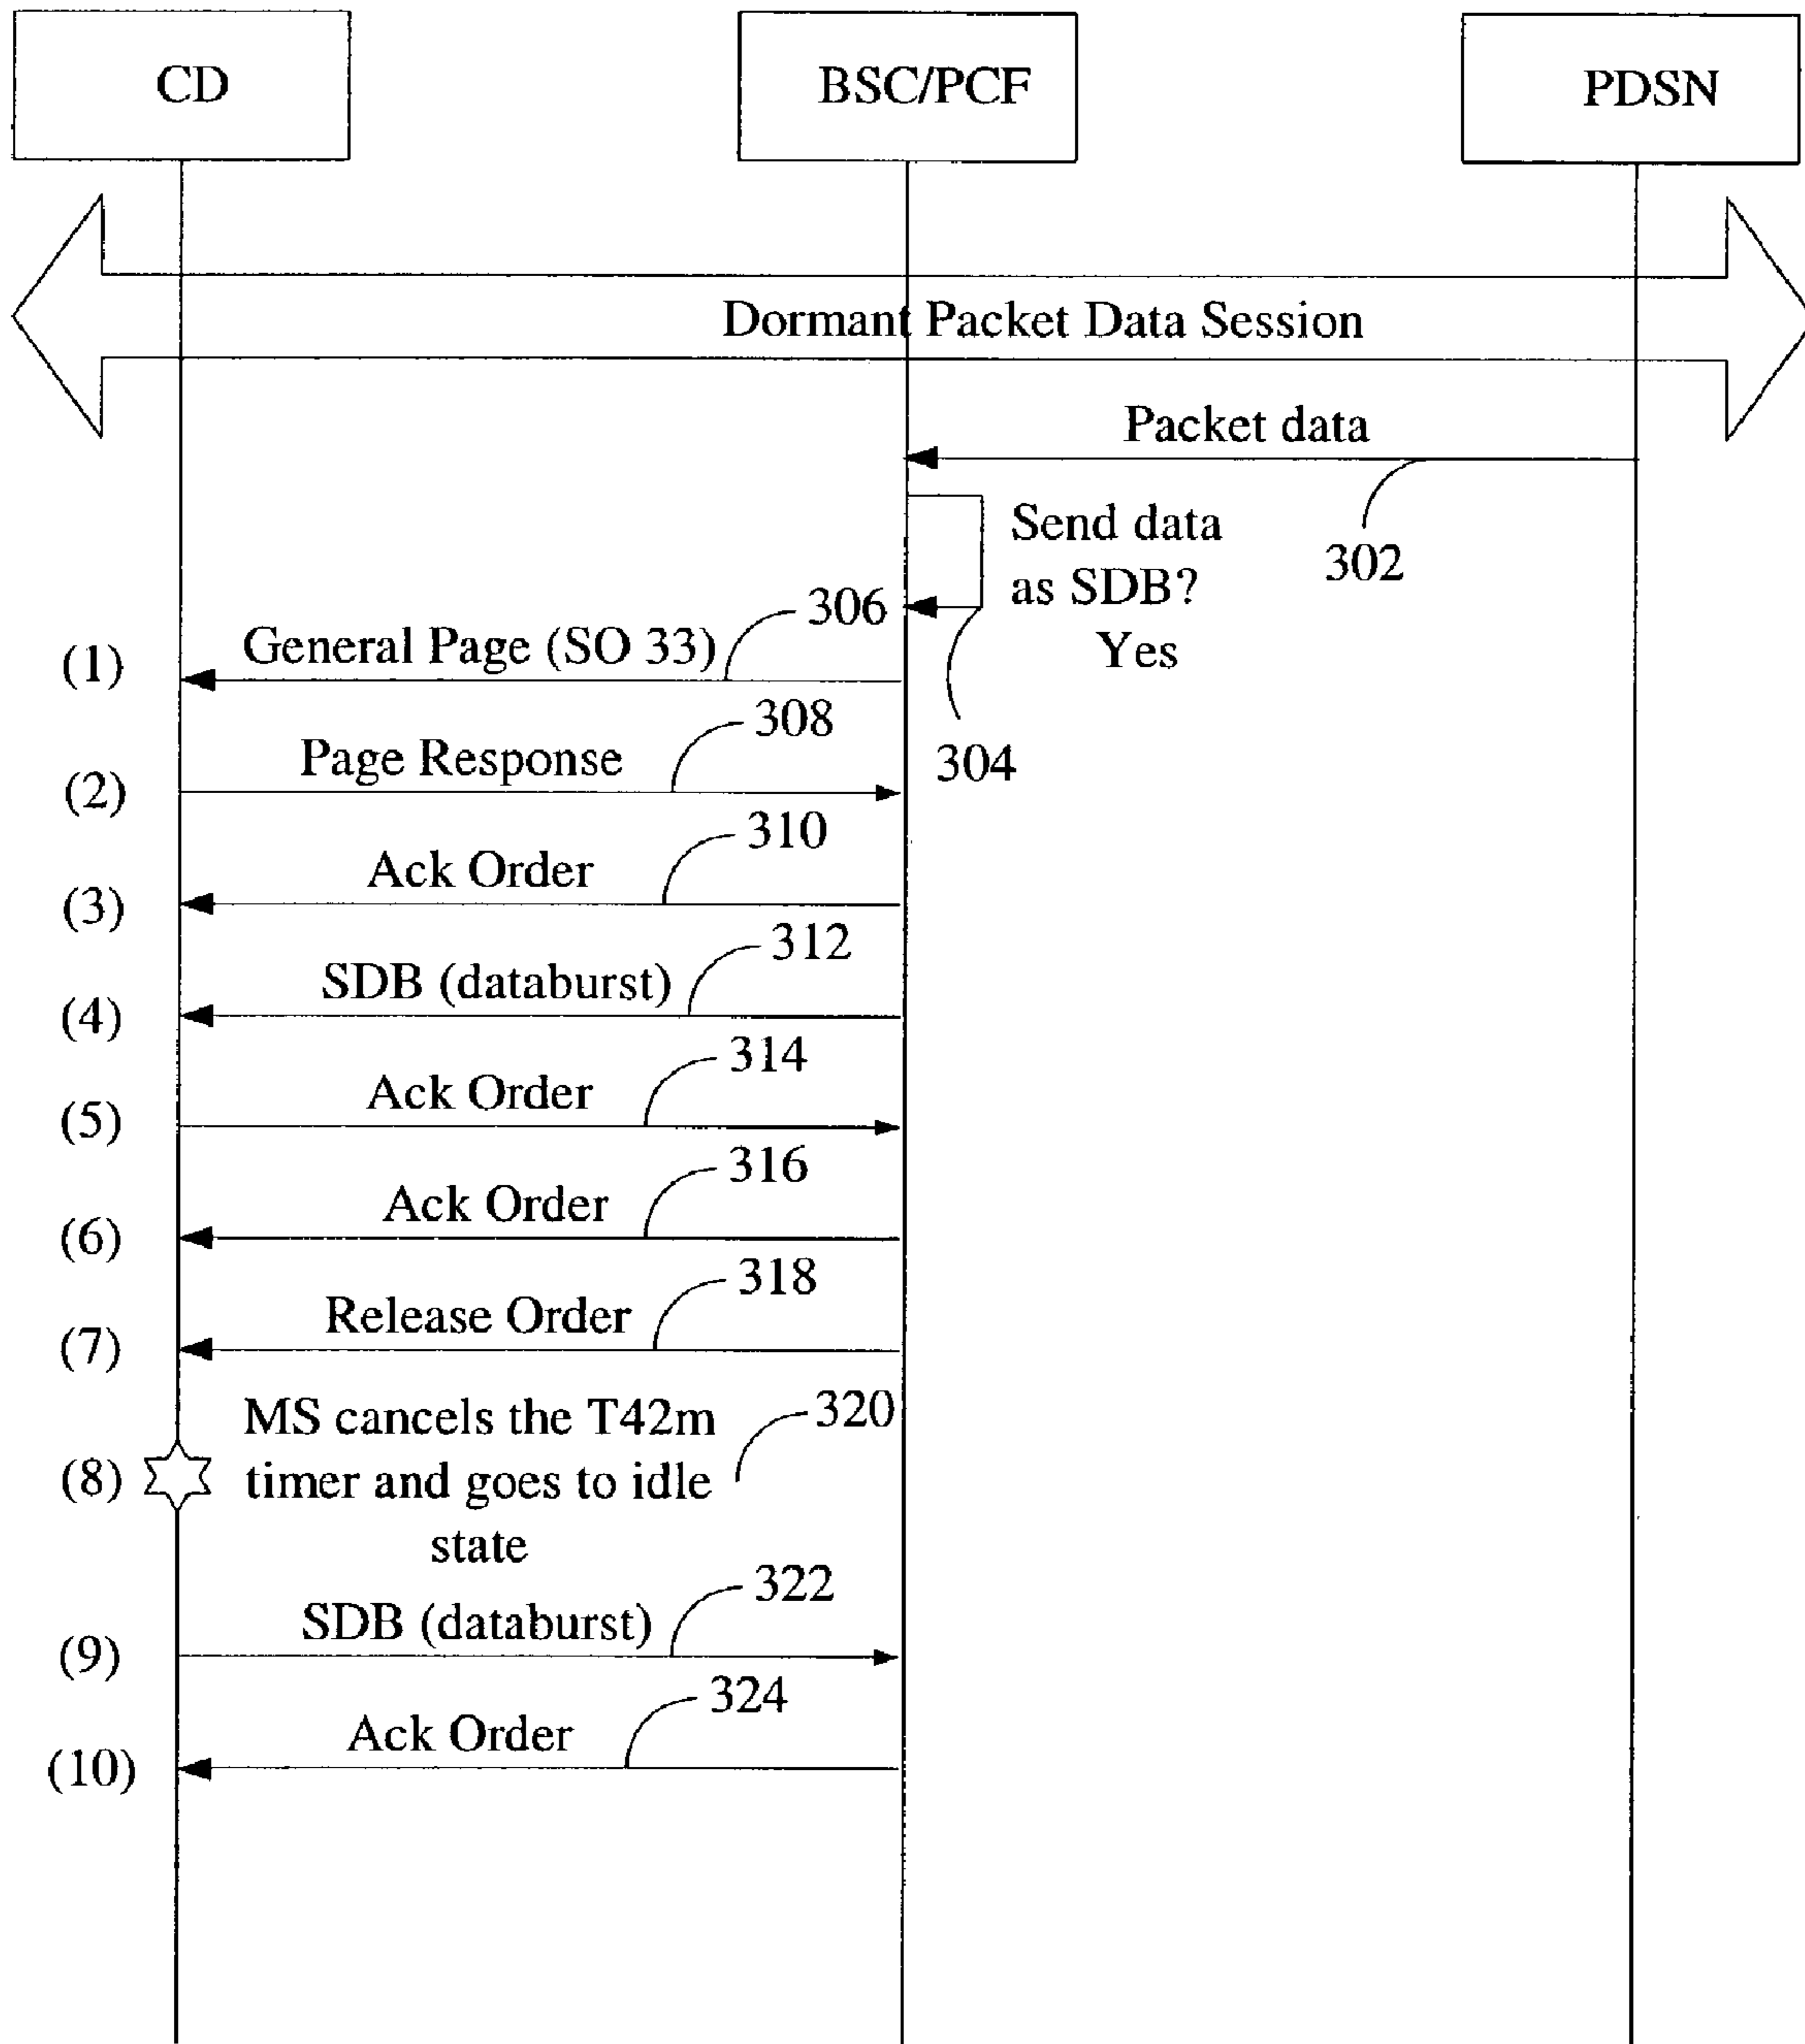 CD
BSC/PCF
PDSN
Dormant Packet Data Session
Packet data
302
Send data
as SDB?
Yes
304
306
(1)
General Page (SO 33)
308
(2)
Page Response
310
(3)
Ack Order
312
(4)
SDB (databurst)
314
(5)
Ack Order
316
(6)
Ack Order
318
(7)
Release Order
320
(8)
MS cancels the T42m
timer and goes to idle
state
322
(9)
SDB (databurst)
324
(10)
Ack Order